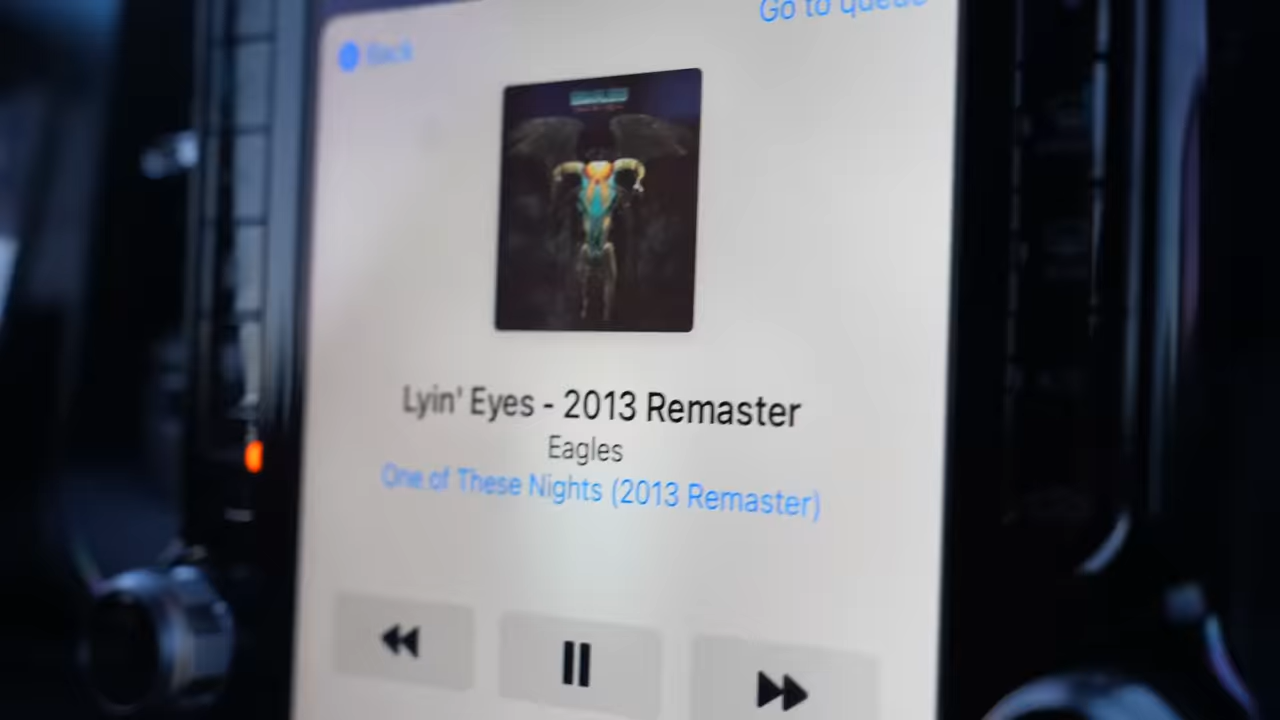 Go to queue
Back
Lyin' Eyes - 2013 Remaster
Eagles
One of These Nights (2013 Remaster)